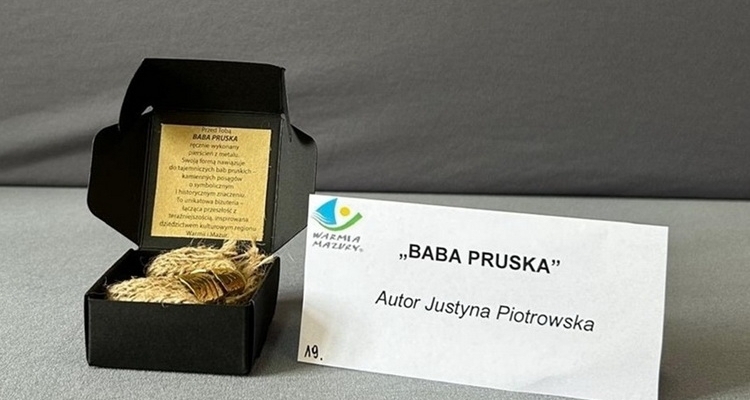 Przed Tobą
BABA PRUSKA
ręcznie wykonany
pierścień z metalu.
Swoją formą nawiązuje
do tajemniczych bab pruskich -
kamiennych posągów
o symbolicznym
i historycznym znaczeniu.
To unikatowa biżuteria -
łącząca przeszłość z
teraźniejszością, inspirowana
dziedzictwem kulturowym regionu
Warmii i Mazur.
WARMIA
MAZURY
„BABA PRUSKA”
Autor Justyna Piotrowska
19.